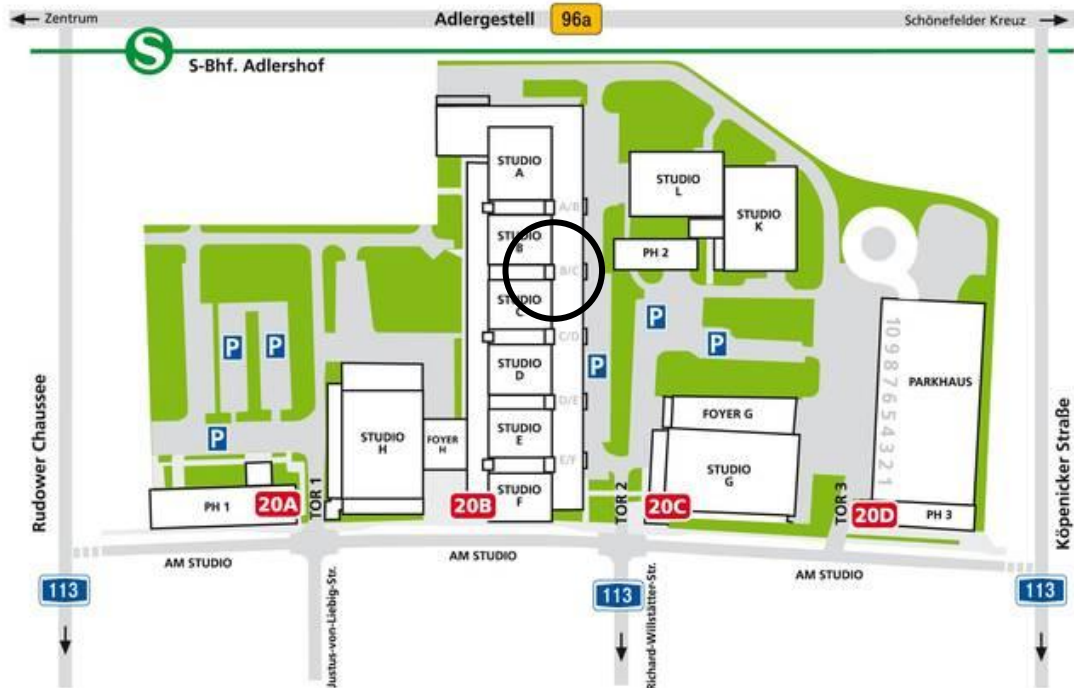 Zentrum
Adlergestell
96a
Schönefelder Kreuz
S
S-Bhf. Adlershof
STUDIO
A
A/B
STUDIO
L
STUDIO
K
STUDIO
B
PH 2
B/C
STUDIO
C
P
C/D
P
P
P
P
STUDIO
D
P
D/E
10 9 8 7 6 5 4 3 2 1
PARKHAUS
Rudower Chaussee
P
STUDIO
H
FOYER
H
STUDIO
E
E/F
FOYER G
STUDIO
G
Köpenicker Straße
PH 1
20A
TOR 1
20B
STUDIO
F
TOR 2
20C
TOR 3
20D
PH 3
AM STUDIO
AM STUDIO
AM STUDIO
113
Justus-von-Liebig-Str.
113
Richard-Willstätter-Str.
113